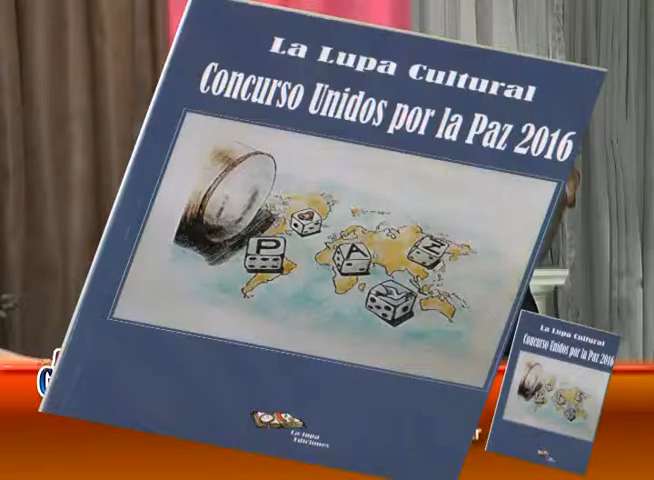 La Lupa Cultural
Concurso Unidos por la Paz 2016
P A Z
La lupa
Ediciones
La Lupa Cultural
Concurso Unidos por la Paz 2016